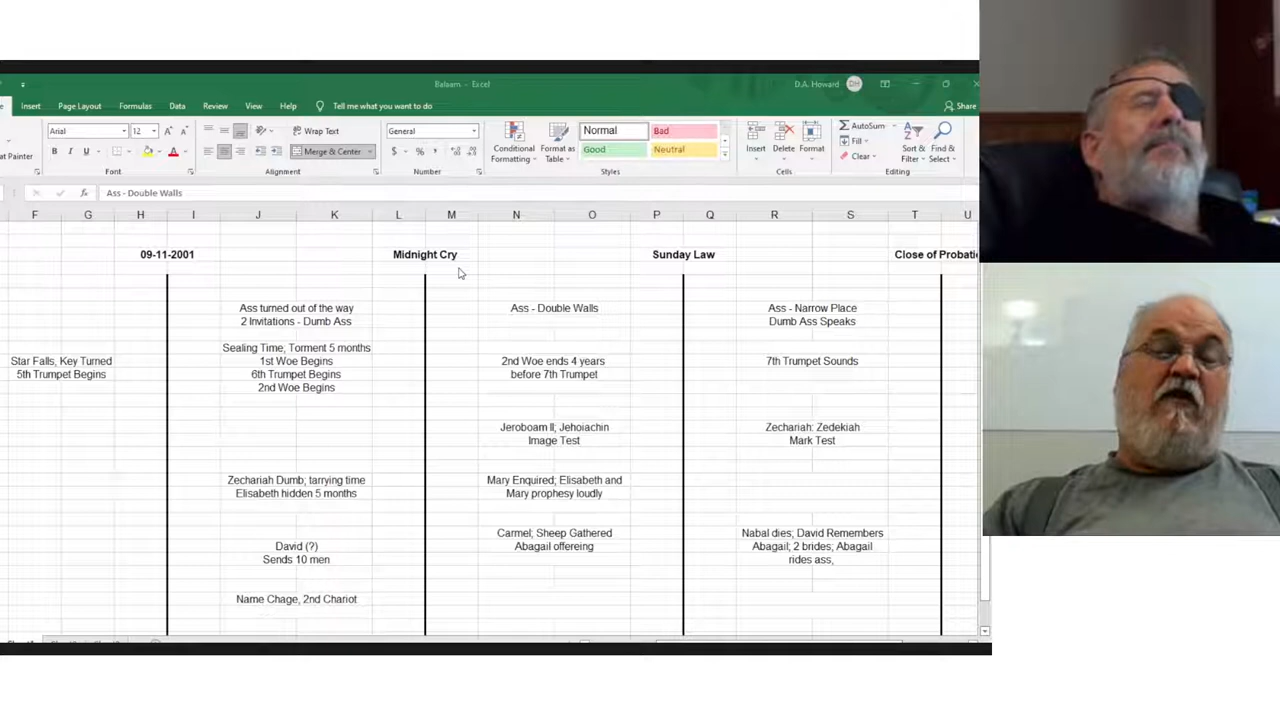 Balaam - Excel
D.A. Howard DH
Insert Page Layout Formulas Data Review View Help Tell me what you want to do Share
Arial 12 Wrap Text General Normal Bad AutoSum
Painter B I U Merge & Center $ % Conditional Formatting Format as Table Good Neutral Insert Delete Format Fill Clear Sort & Filter Find & Select
Font Alignment Number Styles Cells Editing
fx Ass - Double Walls
F G H I J K L M N O P Q R S T U
09-11-2001 Midnight Cry Sunday Law Close of
Ass turned out of the way
2 Invitations - Dumb Ass
Ass - Double Walls
Ass - Narrow Place
Dumb Ass Speaks
Star Falls, Key Turned
5th Trumpet Begins
Sealing Time; Torment 5 months
1st Woe Begins
6th Trumpet Begins
2nd Woe Begins
2nd Woe ends 4 years
before 7th Trumpet
7th Trumpet Sounds
Jeroboam II; Jehoiachin
Image Test
Zechariah: Zedekiah
Mark Test
Zechariah Dumb; tarrying time
Elisabeth hidden 5 months
Mary Enquired; Elisabeth and
Mary prophesy loudly
David (?)
Sends 10 men
Carmel; Sheep Gathered
Abagail offereing
Nabal dies; David Remembers
Abagail; 2 brides; Abagail
rides ass,
Name Chage, 2nd Chariot